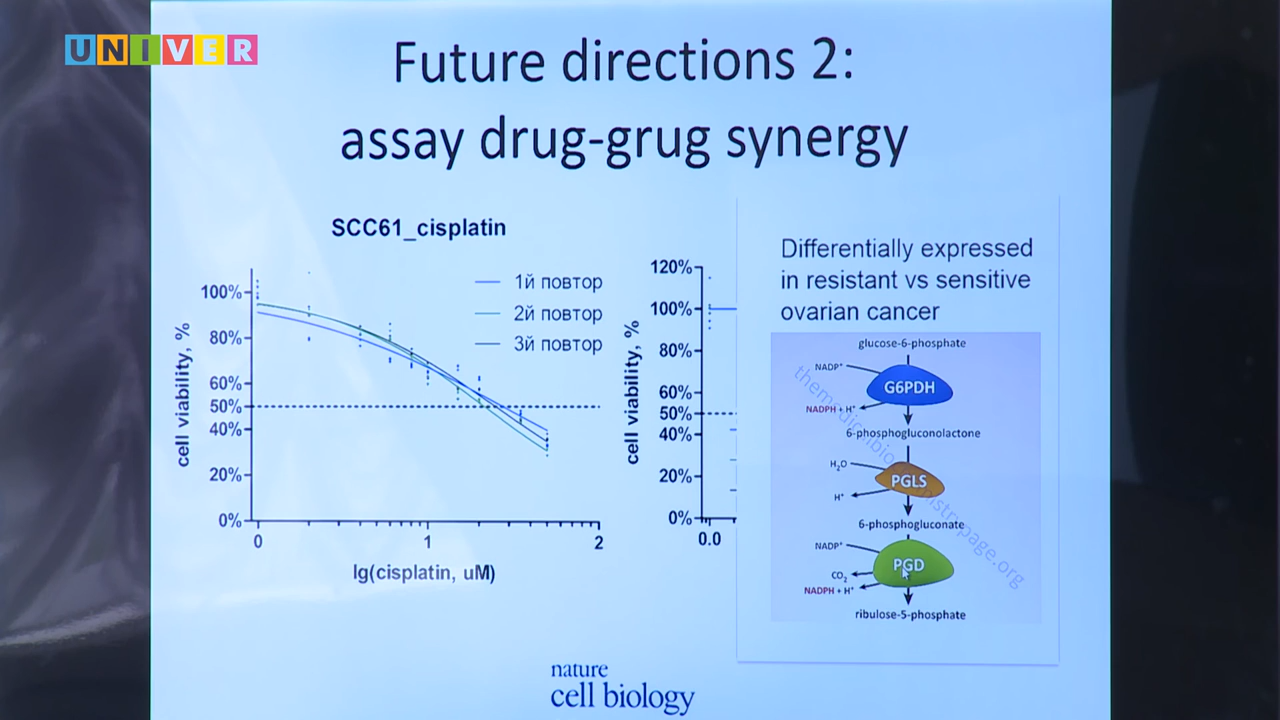 UNIVER
Future directions 2:
assay drug-grug synergy
SCC61_cisplatin
1й повтор
2й повтор
3й повтор
cell viability, %
100%
80%
60%
50%
40%
20%
0%
0
1
2
lg(cisplatin, uM)
cell viability, %
120%
100%
80%
60%
50%
40%
20%
0%
0.0
Differentially expressed
in resistant vs sensitive
ovarian cancer
glucose-6-phosphate
NADP⁺
G6PDH
NADPH + H⁺
6-phosphogluconolactone
H₂O
PGLS
H⁺
6-phosphogluconate
NADP⁺
PGD
CO₂
NADPH + H⁺
ribulose-5-phosphate
nature
cell biology